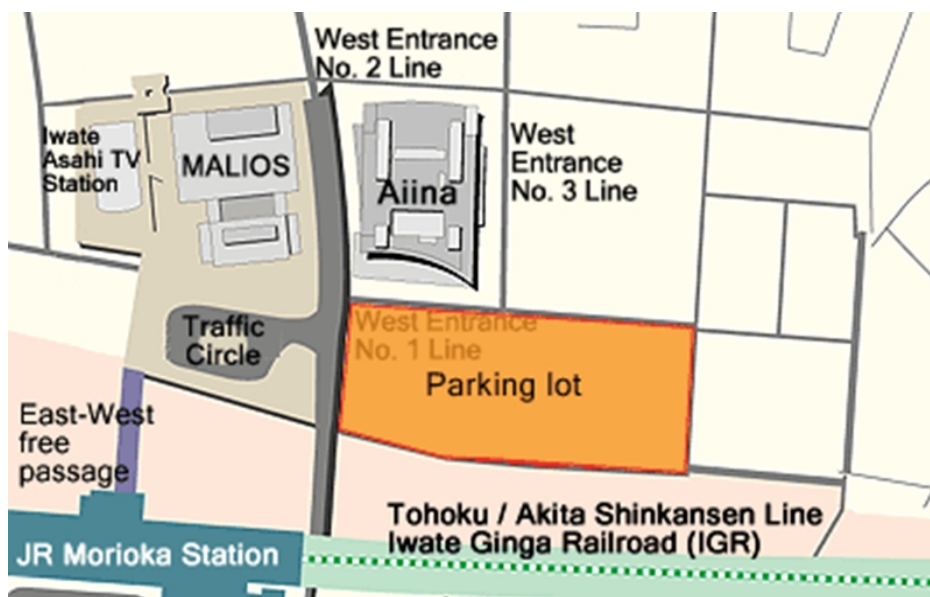 West Entrance
No. 2 Line
Iwate
Asahi TV
Station
MALIOS
Aiina
West
Entrance
No. 3 Line
Traffic
Circle
West Entrance
No. 1 Line
Parking lot
East-West
free
passage
Tohoku / Akita Shinkansen Line
Iwate Ginga Railroad (IGR)
JR Morioka Station